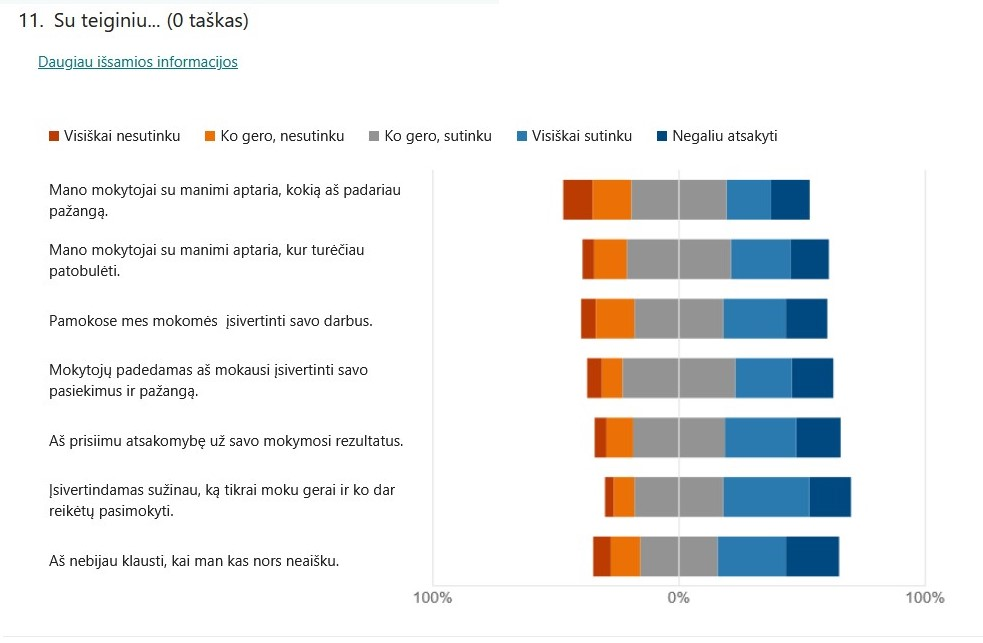 11. Su teiginiu... (0 taškas)
Daugiau išsamios informacijos
Visiškai nesutinku Ko gero, nesutinku Ko gero, sutinku Visiškai sutinku Negaliu atsakyti
Mano mokytojai su manimi aptaria, kokią aš padariau
pažangą.
Mano mokytojai su manimi aptaria, kur turėčiau
patobulėti.
Pamokose mes mokomės įsivertinti savo darbus.
Mokytojų padedamas aš mokausi įsivertinti savo
pasiekimus ir pažangą.
Aš prisiimu atsakomybę už savo mokymosi rezultatus.
Įsivertindamas sužinau, ką tikrai moku gerai ir ko dar
reikėtų pasimokyti.
Aš nebijau klausti, kai man kas nors neaišku.
100% 0% 100%